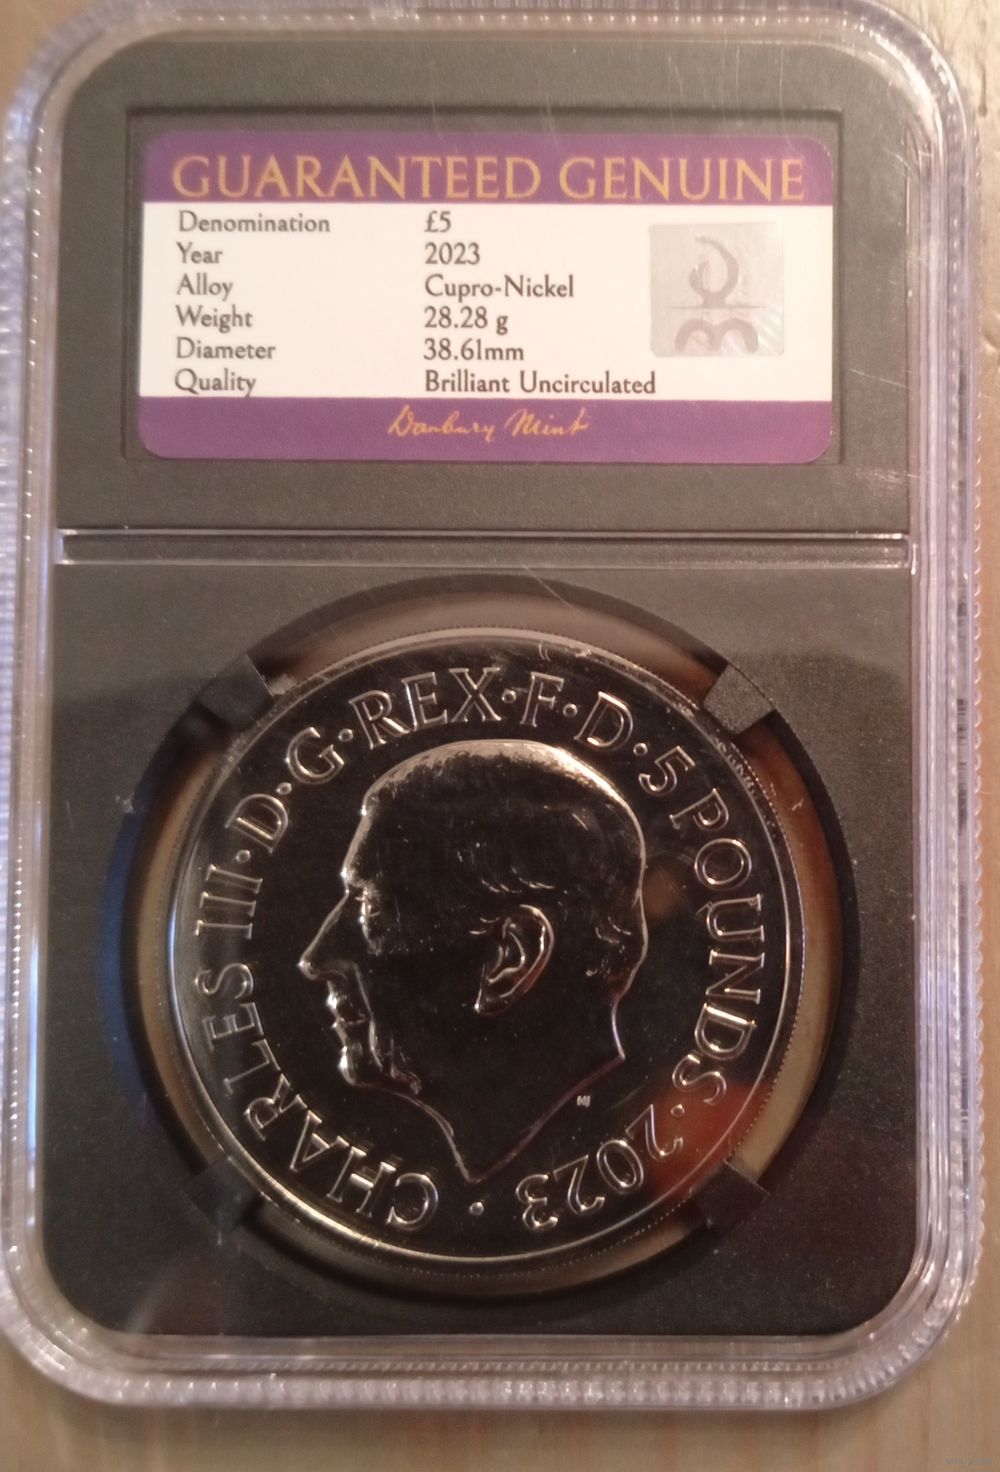 GUARANTEED GENUINE
Denomination £5
Year 2023
Alloy Cupro-Nickel
Weight 28.28 g
Diameter 38.61mm
Quality Brilliant Uncirculated
Danbury Mint
CHARLES III·D·G·REX·F·D·5 POUNDS·2023·